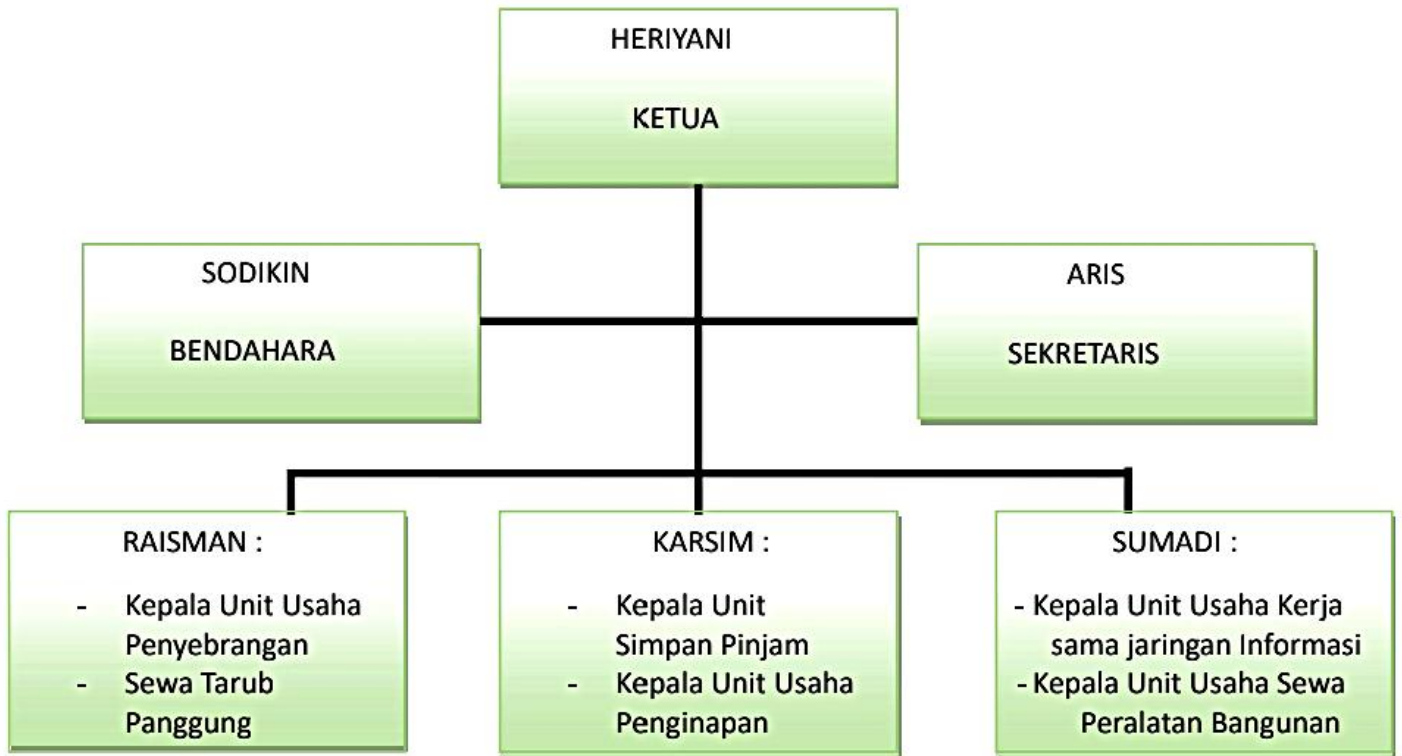 HERIYANI
KETUA
SODIKIN
BENDAHARA
ARIS
SEKRETARIS
RAISMAN :
- Kepala Unit Usaha
Penyebrangan
- Sewa Tarub
Panggung
KARSIM :
- Kepala Unit
Simpan Pinjam
- Kepala Unit Usaha
Penginapan
SUMADI :
- Kepala Unit Usaha Kerja
sama jaringan Informasi
- Kepala Unit Usaha Sewa
Peralatan Bangunan